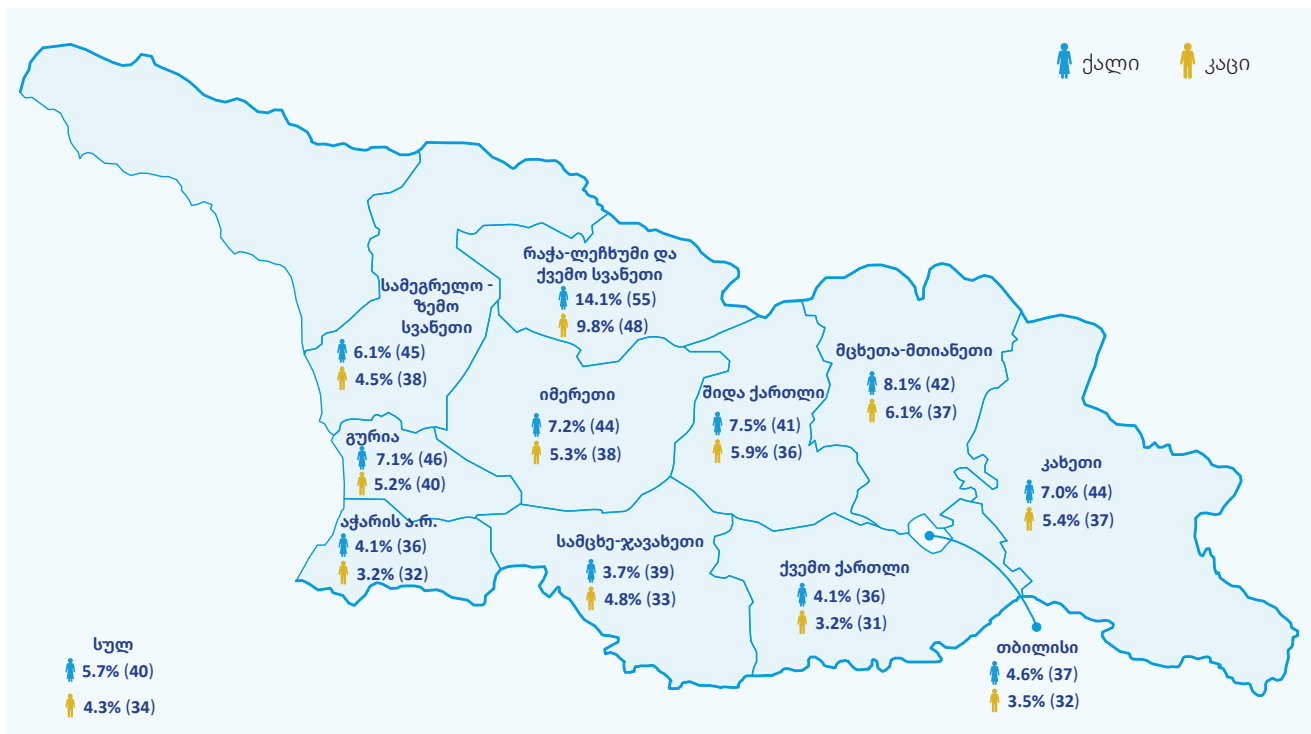 ქალი
კაცი
რაჭა-ლეჩხუმი და
ქვემო სვანეთი
14.1% (55)
9.8% (48)
სამეგრელო -
ზემო
სვანეთი
6.1% (45)
4.5% (38)
მცხეთა-მთიანეთი
8.1% (42)
6.1% (37)
იმერეთი
7.2% (44)
5.3% (38)
შიდა ქართლი
7.5% (41)
5.9% (36)
გურია
7.1% (46)
5.2% (40)
კახეთი
7.0% (44)
5.4% (37)
აჭარის ა.რ.
4.1% (36)
3.2% (32)
სამცხე-ჯავახეთი
3.7% (39)
4.8% (33)
ქვემო ქართლი
4.1% (36)
3.2% (31)
თბილისი
4.6% (37)
3.5% (32)
სულ
5.7% (40)
4.3% (34)